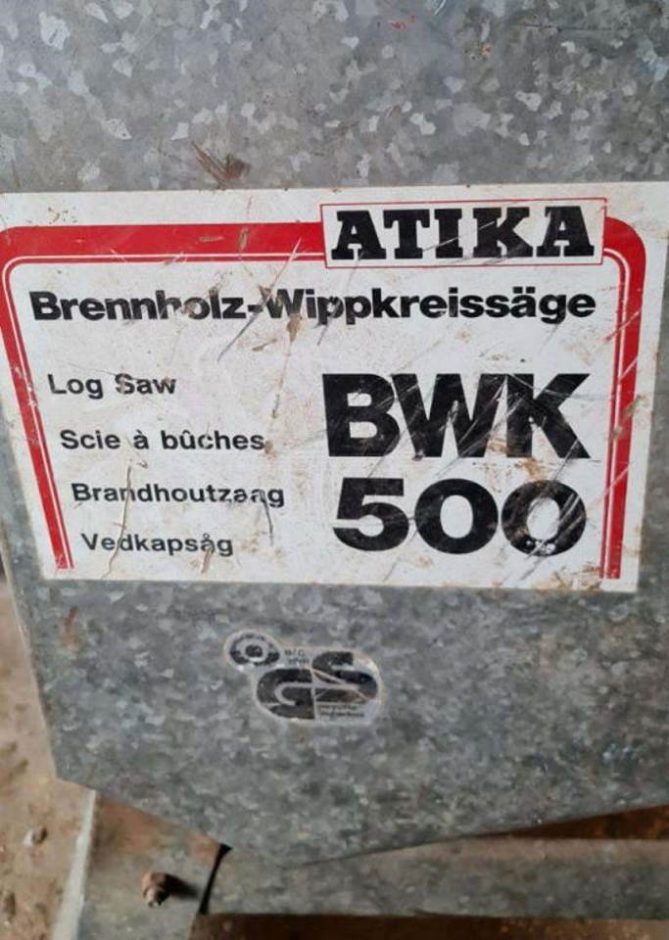 ATIKA
Brennholz-Wippkreissäge
Log Saw
Scie à bûches
Brandhoutzaag
Vedkapsåg
BWK
500
GS